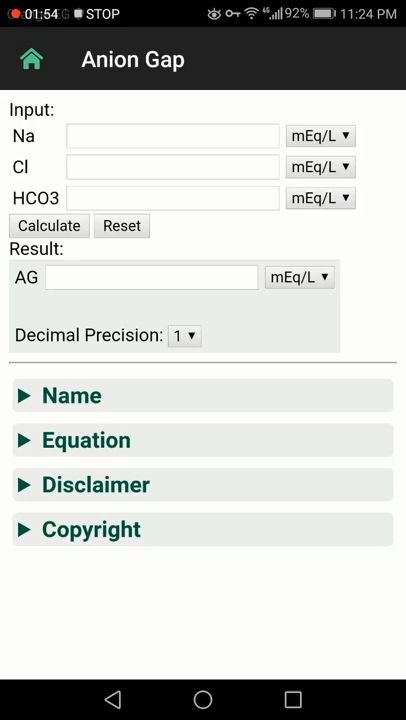 01:54 STOP 4G 92% 11:24 PM
Anion Gap
Input:
Na mEq/L ▼
Cl mEq/L ▼
HCO3 mEq/L ▼
Calculate Reset
Result:
AG mEq/L ▼
Decimal Precision: 1 ▼
▶ Name
▶ Equation
▶ Disclaimer
▶ Copyright